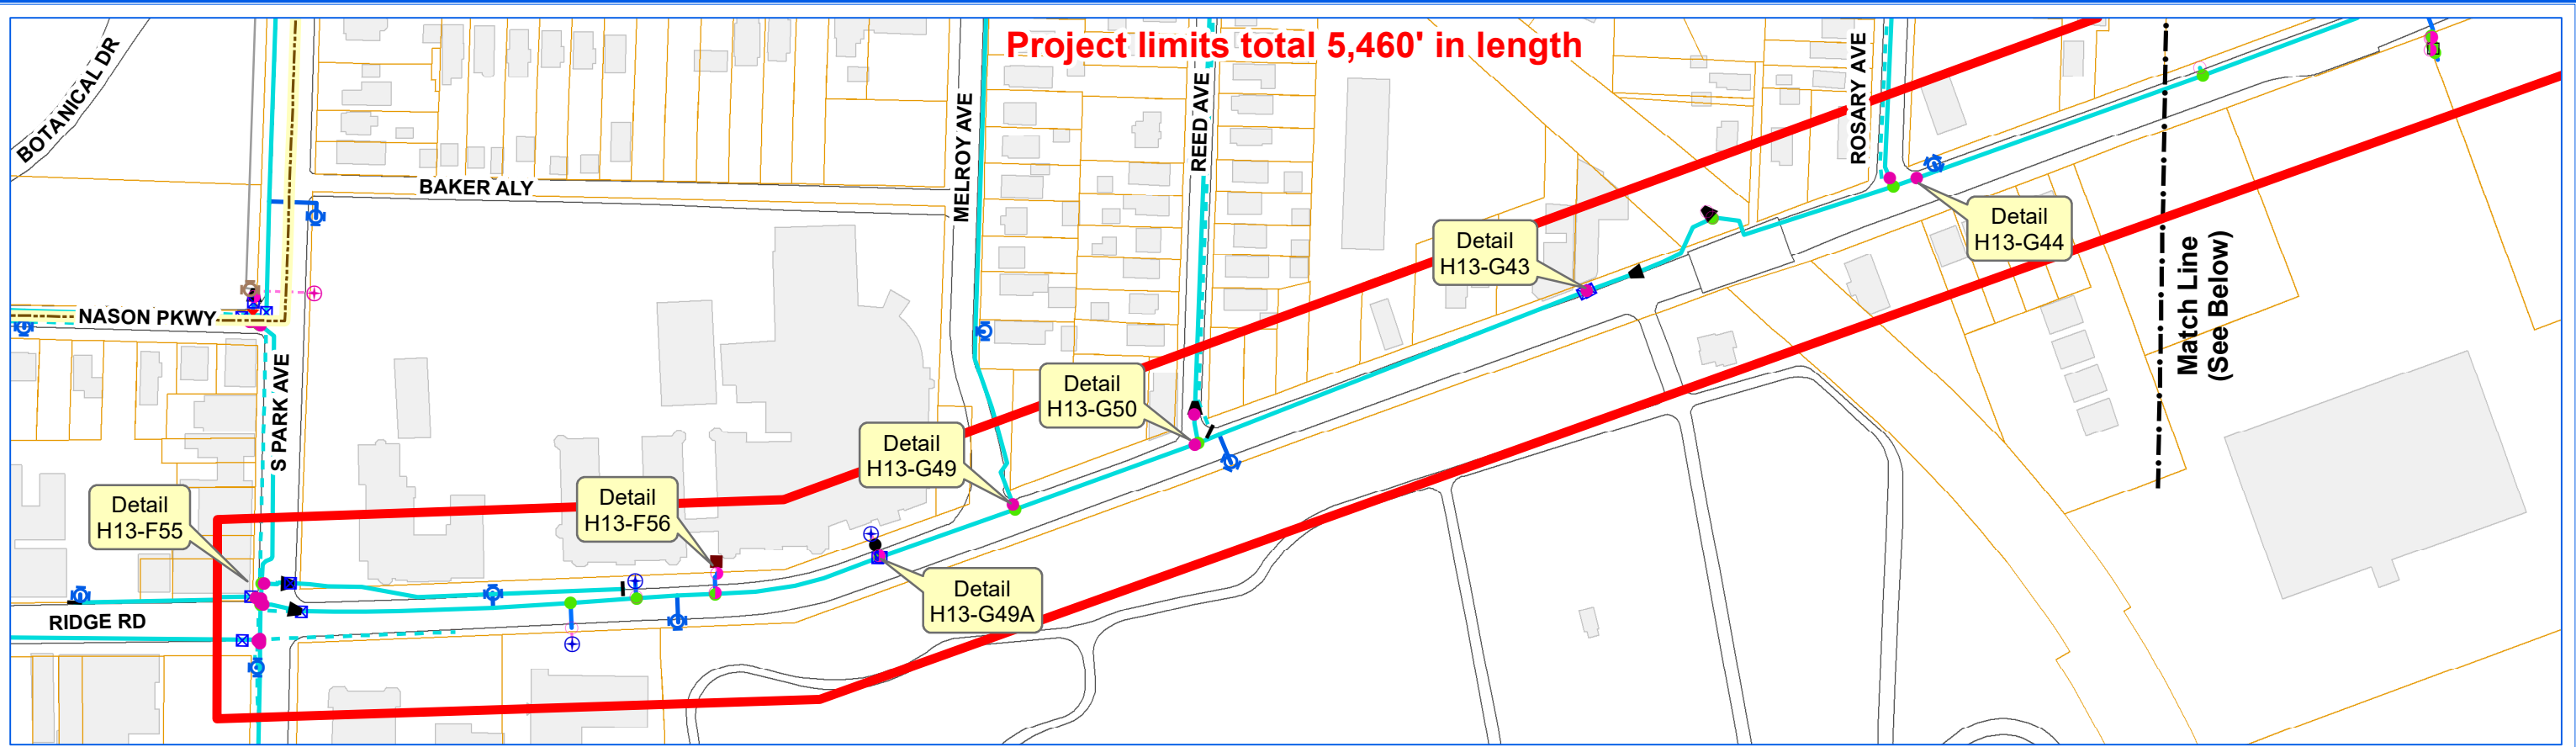 Project limits total 5,460' in length
BOTANICAL DR
BAKER ALY
MELROY AVE
REED AVE
ROSARY AVE
NASON PKWY
S PARK AVE
RIDGE RD
Detail
H13-F55
Detail
H13-F56
Detail
H13-G49
Detail
H13-G49A
Detail
H13-G50
Detail
H13-G43
Detail
H13-G44
Match Line
(See Below)